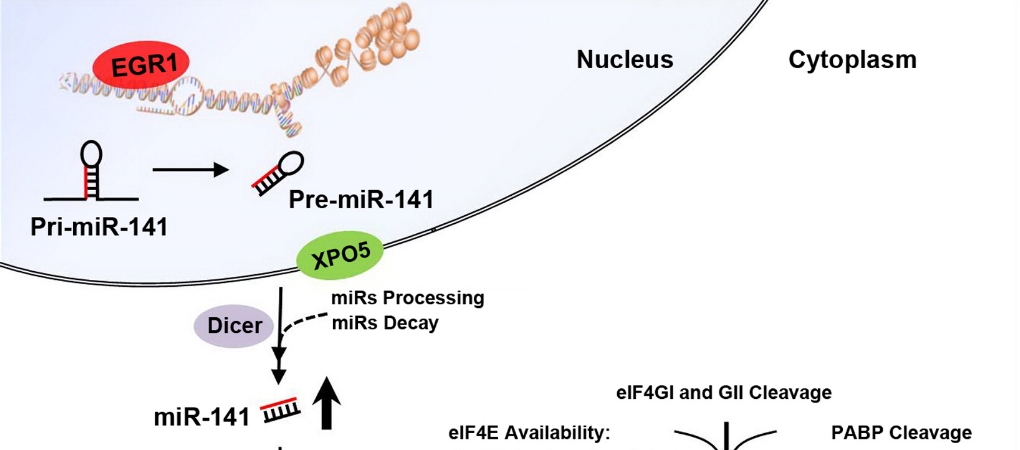 EGR1
Nucleus
Cytoplasm
Pre-miR-141
Pri-miR-141
XPO5
miRs Processing
Dicer
miRs Decay
miR-141
eIF4GI and GII Cleavage
eIF4E Availability:
PABP Cleavage